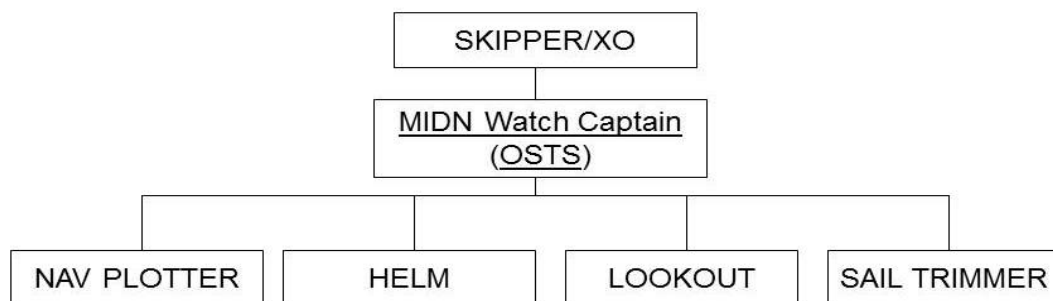 SKIPPER/XO
MIDN Watch Captain
(OSTS)
NAV PLOTTER
HELM
LOOKOUT
SAIL TRIMMER